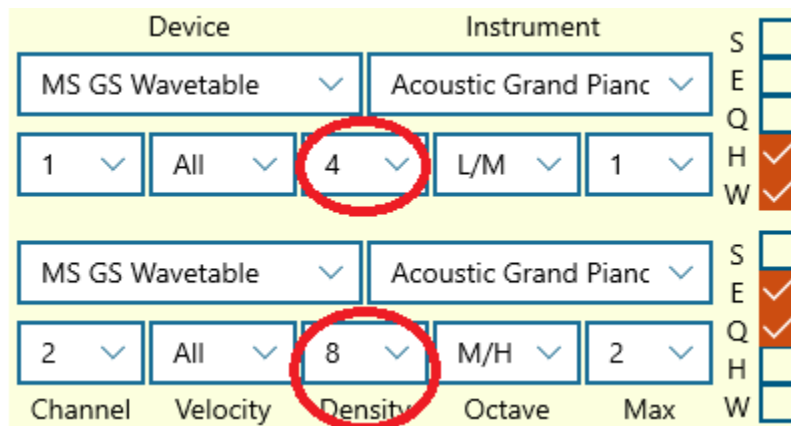 Device Instrument
S
MS GS Wavetable Acoustic Grand Pianc E
Q
1 All 4 L/M 1 H
W
S
MS GS Wavetable Acoustic Grand Pianc E
2 All 8 M/H 2 Q
H
Channel Velocity Density Octave Max W